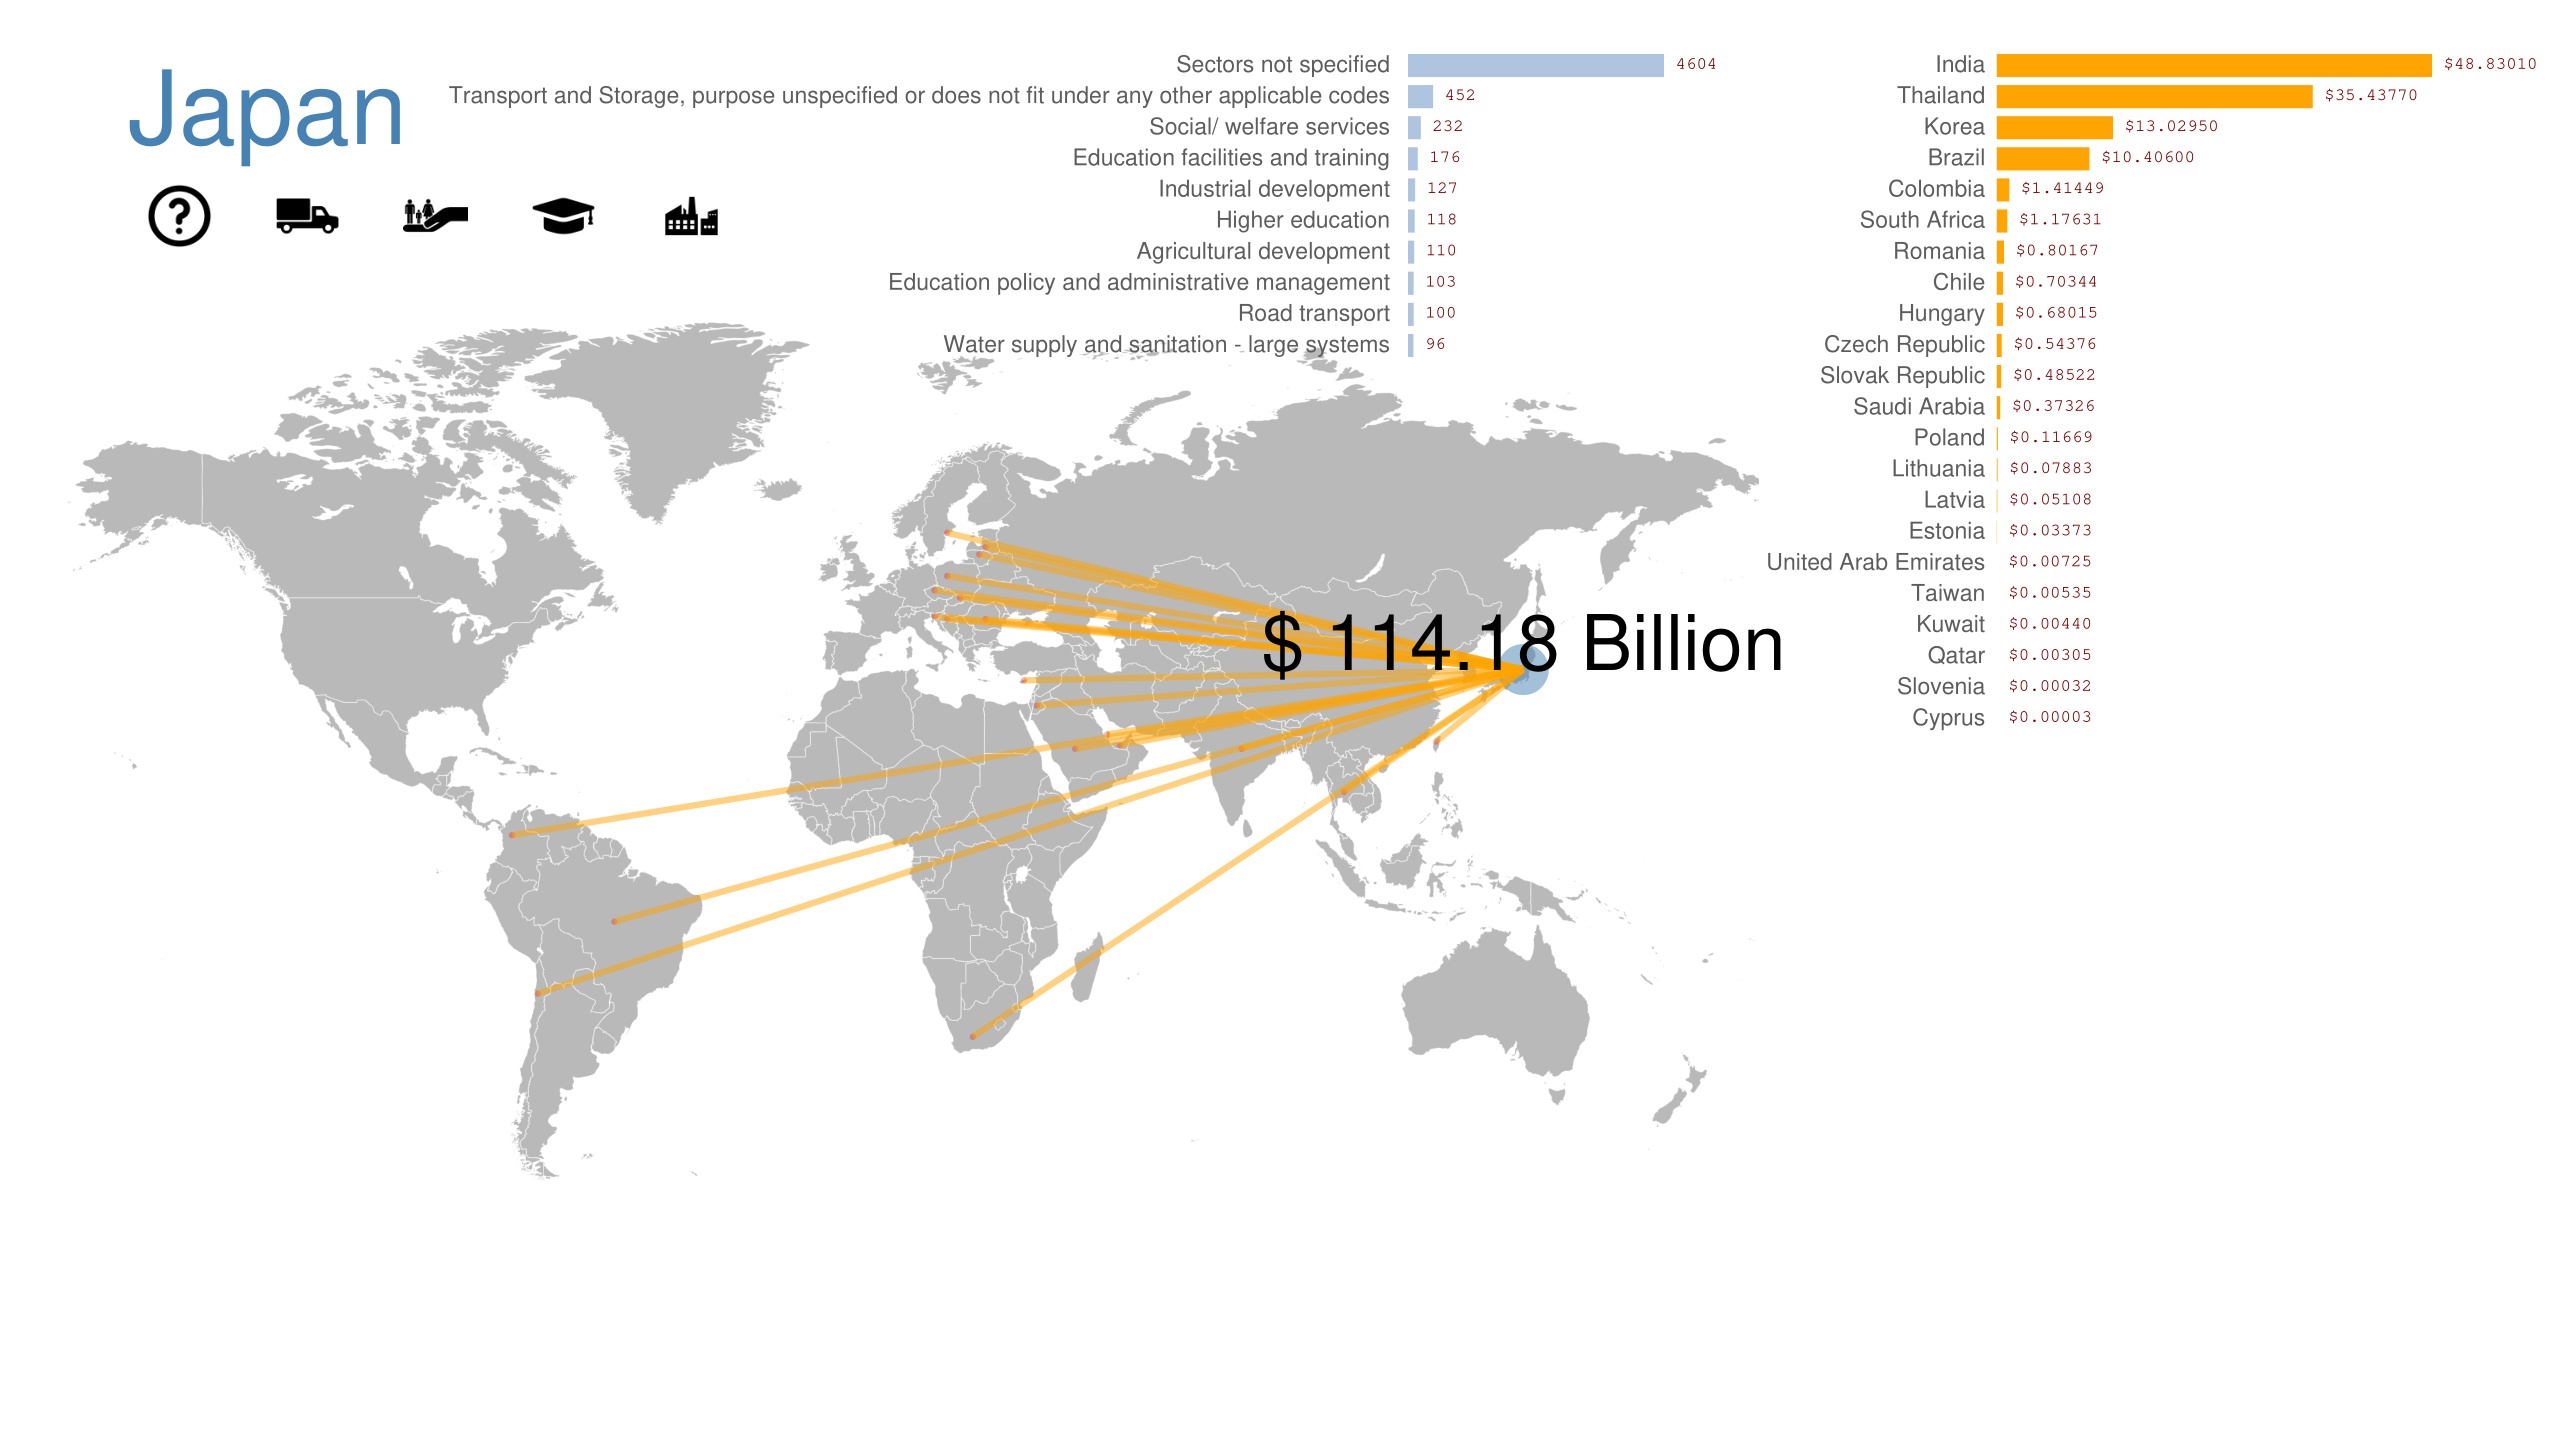 Japan
Sectors not specified 4604
Transport and Storage, purpose unspecified or does not fit under any other applicable codes 452
Social/ welfare services 232
Education facilities and training 176
Industrial development 127
Higher education 118
Agricultural development 110
Education policy and administrative management 103
Road transport 100
Water supply and sanitation - large systems 96
India $48.83010
Thailand $35.43770
Korea $13.02950
Brazil $10.40600
Colombia $1.41449
South Africa $1.17631
Romania $0.80167
Chile $0.70344
Hungary $0.68015
Czech Republic $0.54376
Slovak Republic $0.48522
Saudi Arabia $0.37326
Poland $0.11669
Lithuania $0.07883
Latvia $0.05108
Estonia $0.03373
United Arab Emirates $0.00725
Taiwan $0.00535
Kuwait $0.00440
Qatar $0.00305
Slovenia $0.00032
Cyprus $0.00003
$ 114.18 Billion